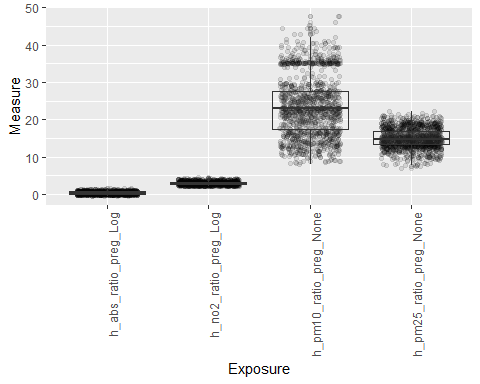 50
40
30
20
10
0
Measure
h_abs_ratio_preg_Log
h_no2_ratio_preg_Log
h_pm10_ratio_preg_None
h_pm25_ratio_preg_None
Exposure